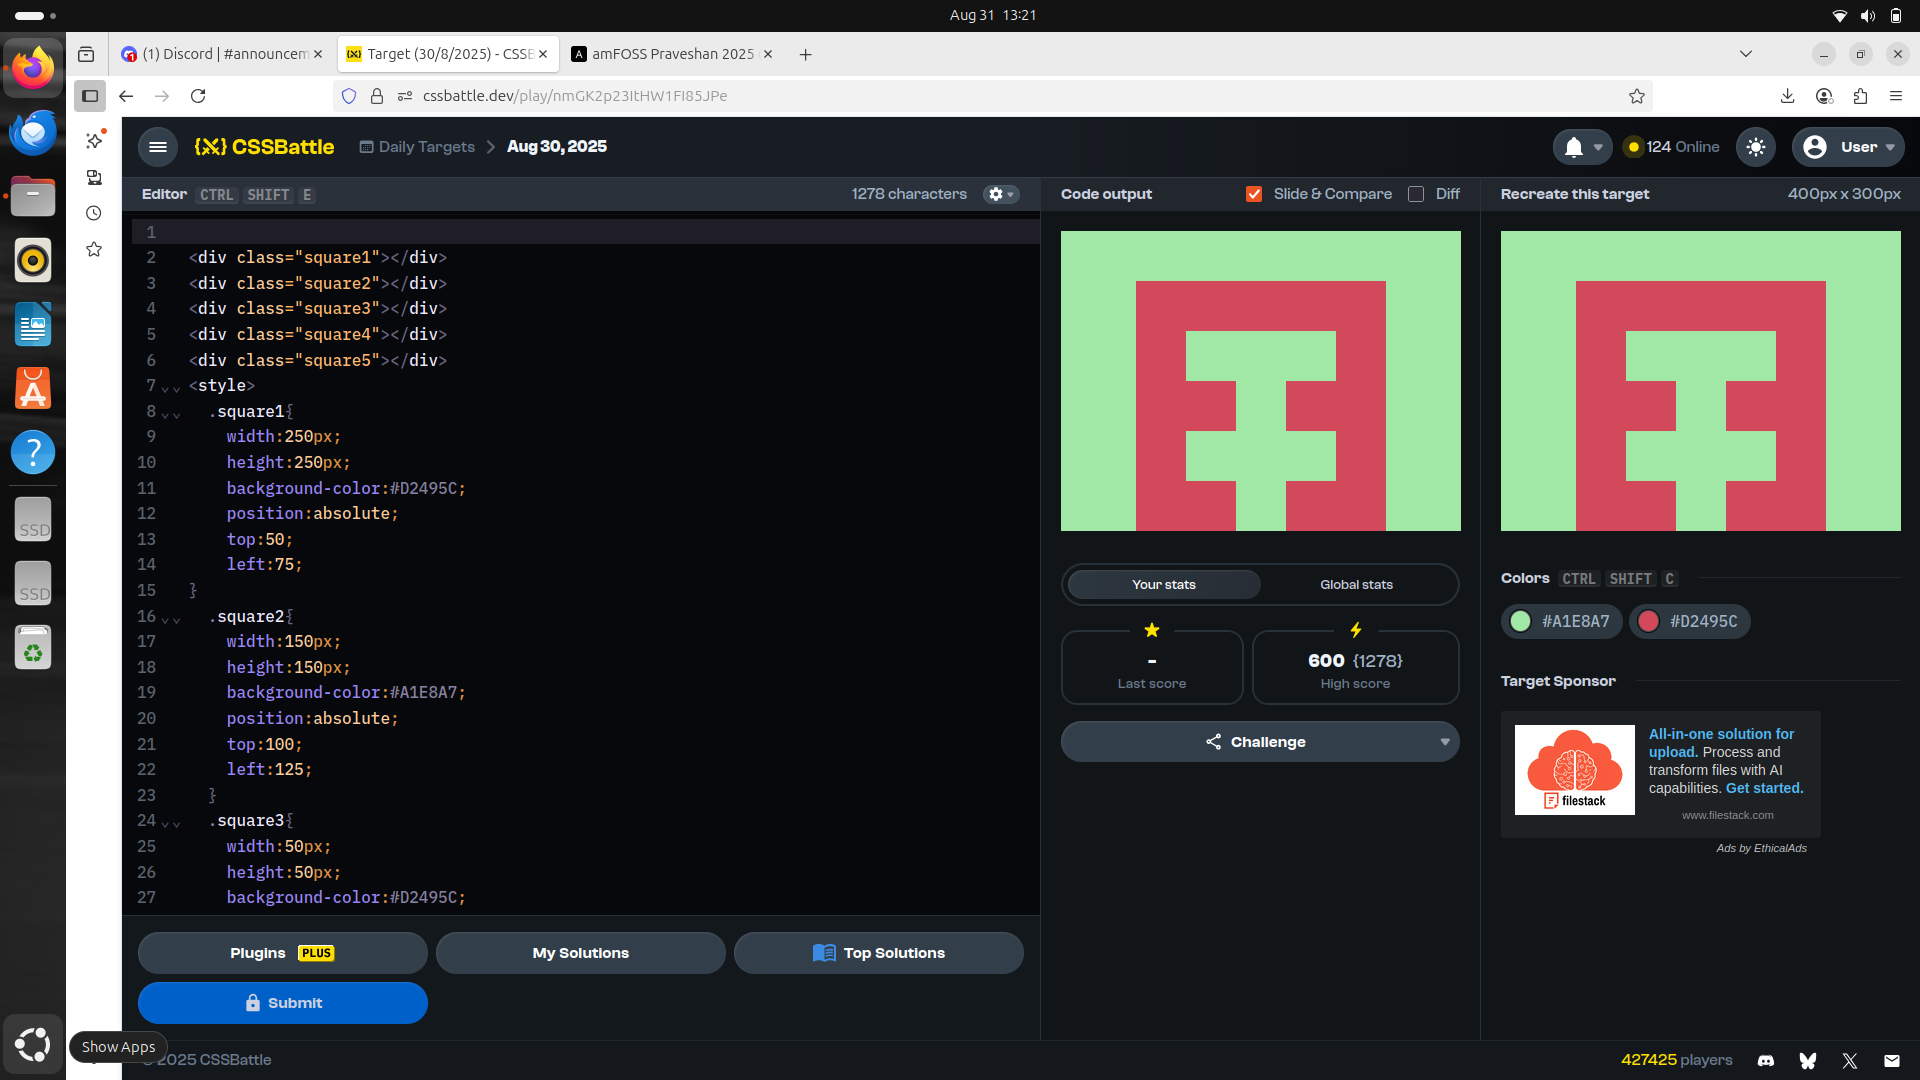 Aug 31 13:21
(1) Discord | #announcem
Target (30/8/2025) - CSSB
amFOSS Praveshan 2025
cssbattle.dev/play/nmGK2p23ItHW1FI85JPe
{X} CSSBattle
Daily Targets > Aug 30, 2025
124 Online
User
Editor CTRL SHIFT E
1278 characters
Code output
Slide & Compare
Diff
Recreate this target
400px x 300px
1
2 <div class="square1"></div>
3 <div class="square2"></div>
4 <div class="square3"></div>
5 <div class="square4"></div>
6 <div class="square5"></div>
7 <style>
8 .square1{
9 width:250px;
10 height:250px;
11 background-color:#D2495C;
12 position:absolute;
13 top:50;
14 left:75;
15 }
16 .square2{
17 width:150px;
18 height:150px;
19 background-color:#A1E8A7;
20 position:absolute;
21 top:100;
22 left:125;
23 }
24 .square3{
25 width:50px;
26 height:50px;
27 background-color:#D2495C;
Your stats
Global stats
-
Last score
600 {1278}
High score
Challenge
Colors CTRL SHIFT C
#A1E8A7
#D2495C
Target Sponsor
filestack
All-in-one solution for
upload. Process and
transform files with AI
capabilities. Get started.
www.filestack.com
Ads by EthicalAds
Plugins PLUS
My Solutions
Top Solutions
Submit
SSD
SSD
Show Apps
2025 CSSBattle
427425 players